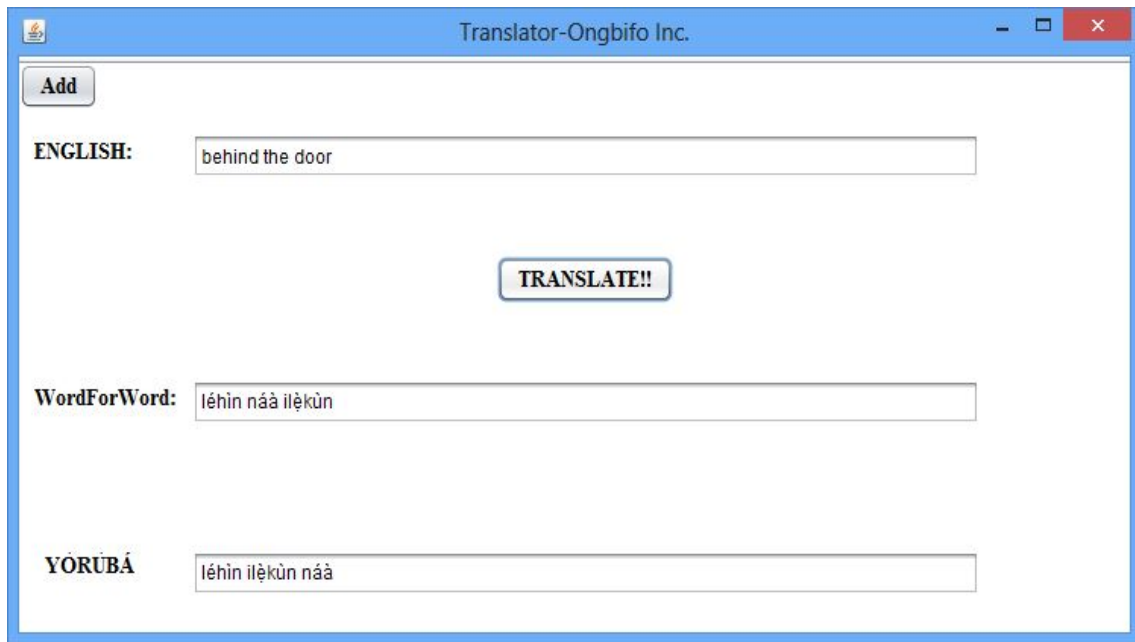 Translator-Ongbifo Inc.
Add
ENGLISH: behind the door
TRANSLATE!!
WordForWord: léhìn náà ilẹ̀kùn
YÒRÙBÁ léhìn ilẹ̀kùn náà